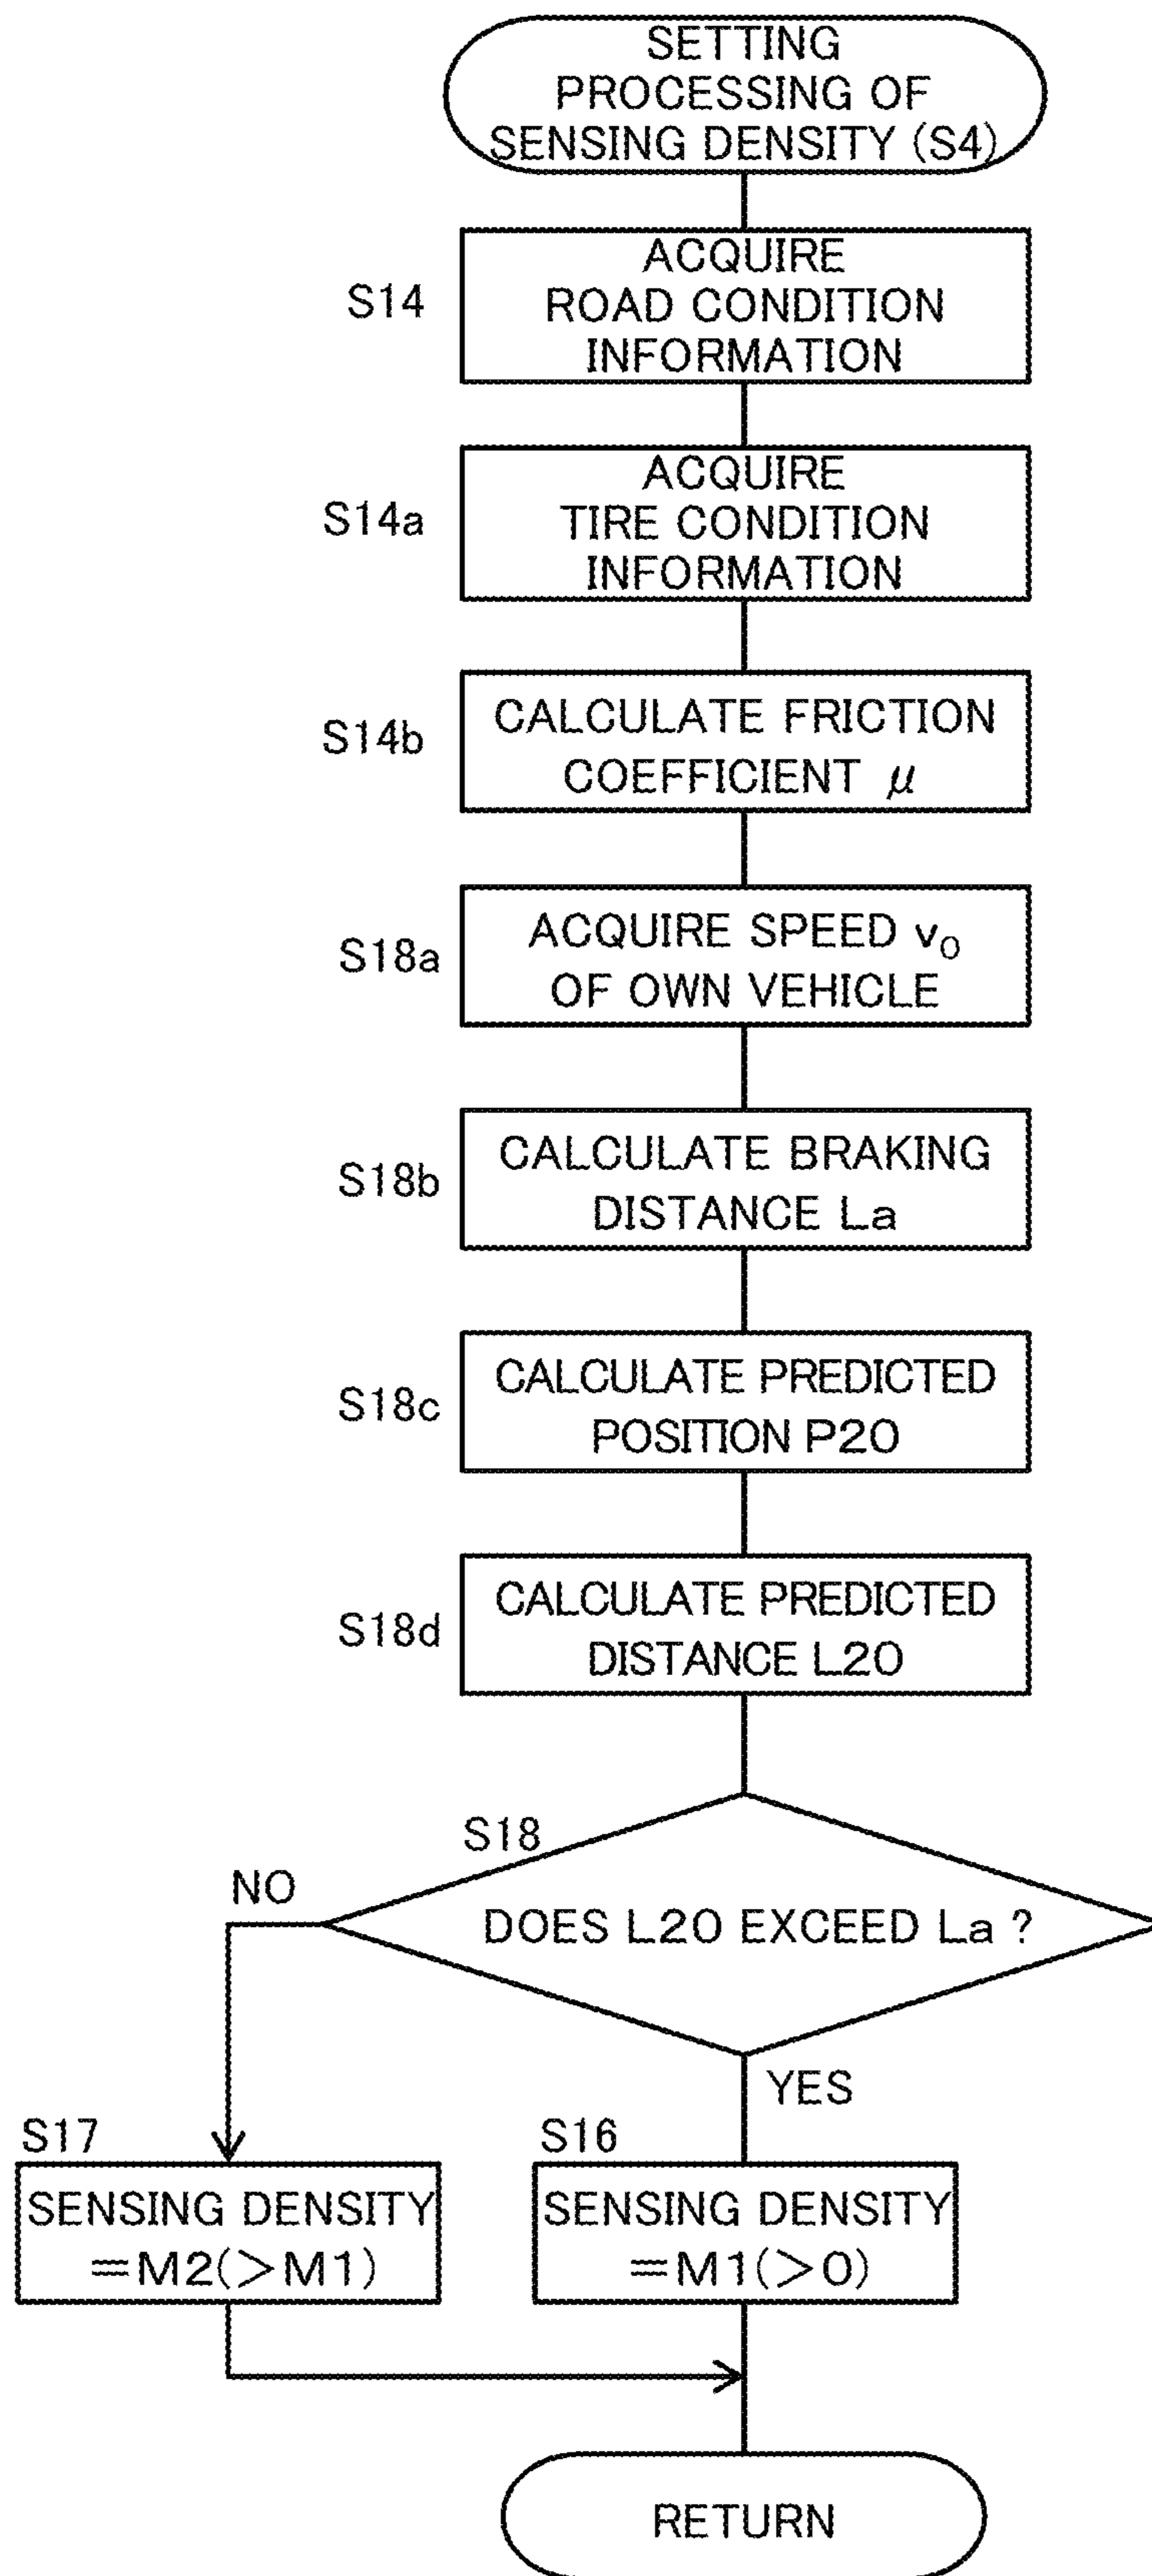 SETTING
PROCESSING OF
SENSING DENSITY (S4)
S14
ACQUIRE
ROAD CONDITION
INFORMATION
S14a
ACQUIRE
TIRE CONDITION
INFORMATION
S14b
CALCULATE FRICTION
COEFFICIENT μ
S18a
ACQUIRE SPEED v₀
OF OWN VEHICLE
S18b
CALCULATE BRAKING
DISTANCE La
S18c
CALCULATE PREDICTED
POSITION P20
S18d
CALCULATE PREDICTED
DISTANCE L20
S18
NO
DOES L20 EXCEED La ?
YES
S17
SENSING DENSITY
=M2(>M1)
S16
SENSING DENSITY
=M1(>0)
RETURN